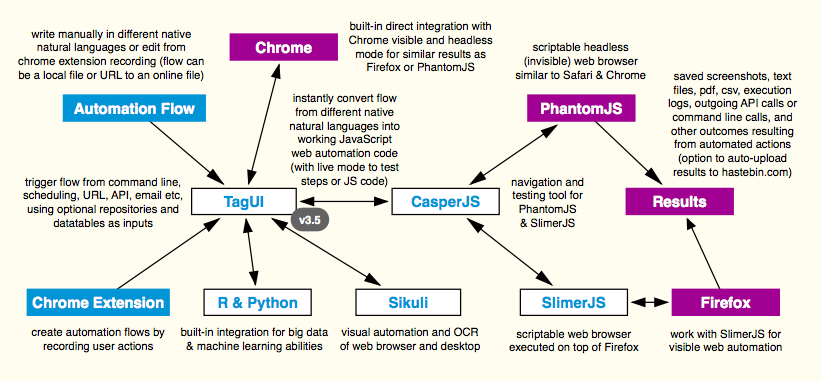 write manually in different native
natural languages or edit from
chrome extension recording (flow can
be a local file or URL to an online file)
Automation Flow
Chrome
built-in direct integration with
Chrome visible and headless
mode for similar results as
Firefox or PhantomJS
scriptable headless
(invisible) web browser
similar to Safari & Chrome
PhantomJS
saved screenshots, text
files, pdf, csv, execution
logs, outgoing API calls or
command line calls, and
other outcomes resulting
from automated actions
(option to auto-upload
results to hastebin.com)
instantly convert flow
from different native
natural languages into
working JavaScript
web automation code
(with live mode to test
steps or JS code)
trigger flow from command line,
scheduling, URL, API, email etc,
using optional repositories and
datatables as inputs
TagUI
v3.5
CasperJS
navigation and
testing tool for
PhantomJS
& SlimerJS
Results
Chrome Extension
create automation flows by
recording user actions
R & Python
built-in integration for big data
& machine learning abilities
Sikuli
visual automation and OCR
of web browser and desktop
SlimerJS
scriptable web browser
executed on top of Firefox
Firefox
work with SlimerJS for
visible web automation